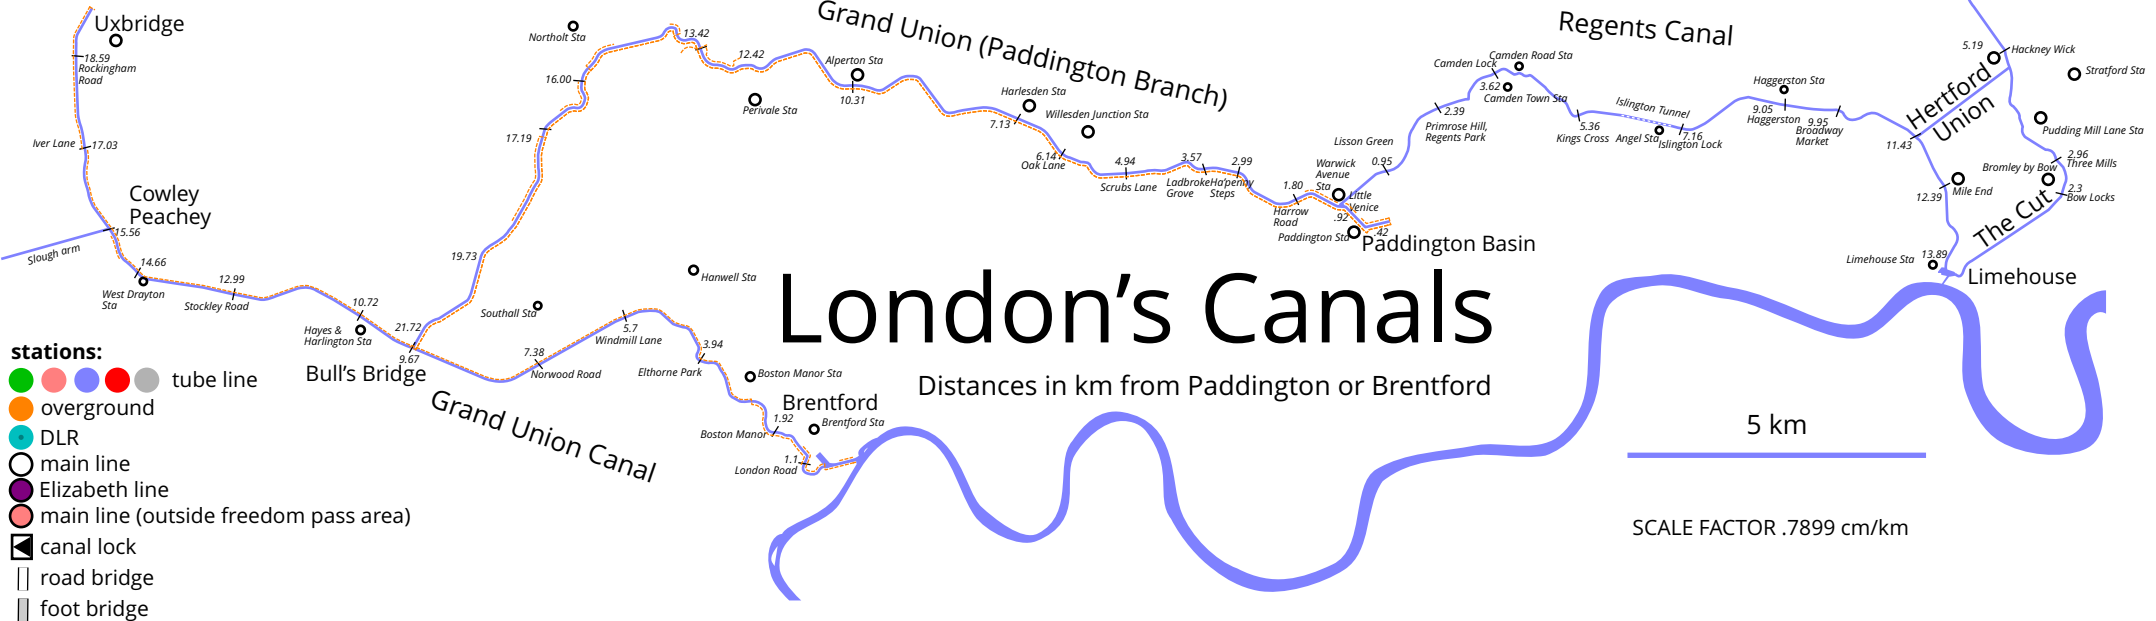 Uxbridge
18.59
Rockingham
Road
Iver Lane
17.03
Cowley
Peachey
15.56
Slough arm
14.66
West Drayton
Sta
12.99
Stockley Road
10.72
Hayes &
Harlington Sta
21.72
9.67
Bull's Bridge
19.73
17.19
16.00
Northolt Sta
13.42
12.42
Perivale Sta
Alperton Sta
10.31
Grand Union (Paddington Branch)
Harlesden Sta
7.13
Willesden Junction Sta
6.14
Oak Lane
4.94
Scrubs Lane
3.57
Ladbroke
Grove
2.99
Ha'penny
Steps
1.80
Harrow
Road
Warwick
Avenue
Sta
Little
Venice
.92
.42
Paddington Sta
Paddington Basin
Lisson Green
0.95
2.39
Primrose Hill,
Regents Park
Regents Canal
Camden Lock
Camden Road Sta
3.62
Camden Town Sta
5.36
Kings Cross
Islington Tunnel
Angel Sta
7.16
Islington Lock
Haggerston Sta
9.05
Haggerston
9.95
Broadway
Market
11.43
Hertford
Union
5.19
Hackney Wick
Stratford Sta
Pudding Mill Lane Sta
2.96
Three Mills
Bromley by Bow
2.3
Bow Locks
Mile End
12.39
The Cut
Limehouse Sta
13.89
Limehouse
Southall Sta
Hanwell Sta
7.38
Norwood Road
5.7
Windmill Lane
3.94
Elthorne Park
Boston Manor Sta
Brentford
1.92
Boston Manor
Brentford Sta
1.1
London Road
Grand Union Canal
London's Canals
Distances in km from Paddington or Brentford
5 km
SCALE FACTOR .7899 cm/km
stations:
tube line
overground
DLR
main line
Elizabeth line
main line (outside freedom pass area)
canal lock
road bridge
foot bridge